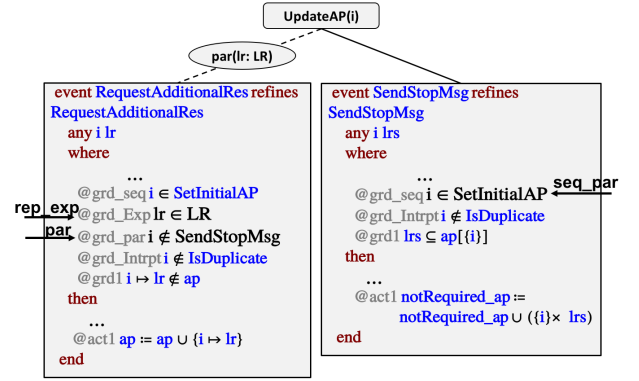 UpdateAP(i)
par(lr: LR)
event RequestAdditionalRes refines
RequestAdditionalRes
any i lr
where
...
@grd_seq i ∈ SetInitialAP
rep_exp
@grd_Exp lr ∈ LR
par
@grd_par i ∉ SendStopMsg
@grd_Intrpt i ∉ IsDuplicate
@grd1 i ↦ lr ∉ ap
then
...
@act1 ap ≔ ap ∪ {i ↦ lr}
end
event SendStopMsg refines
SendStopMsg
any i lrs
where
...
@grd_seq i ∈ SetInitialAP
seq_par
@grd_Intrpt i ∉ IsDuplicate
@grd1 lrs ⊆ ap[{i}]
then
...
@act1 notRequired_ap ≔
notRequired_ap ∪ ({i}× lrs)
end